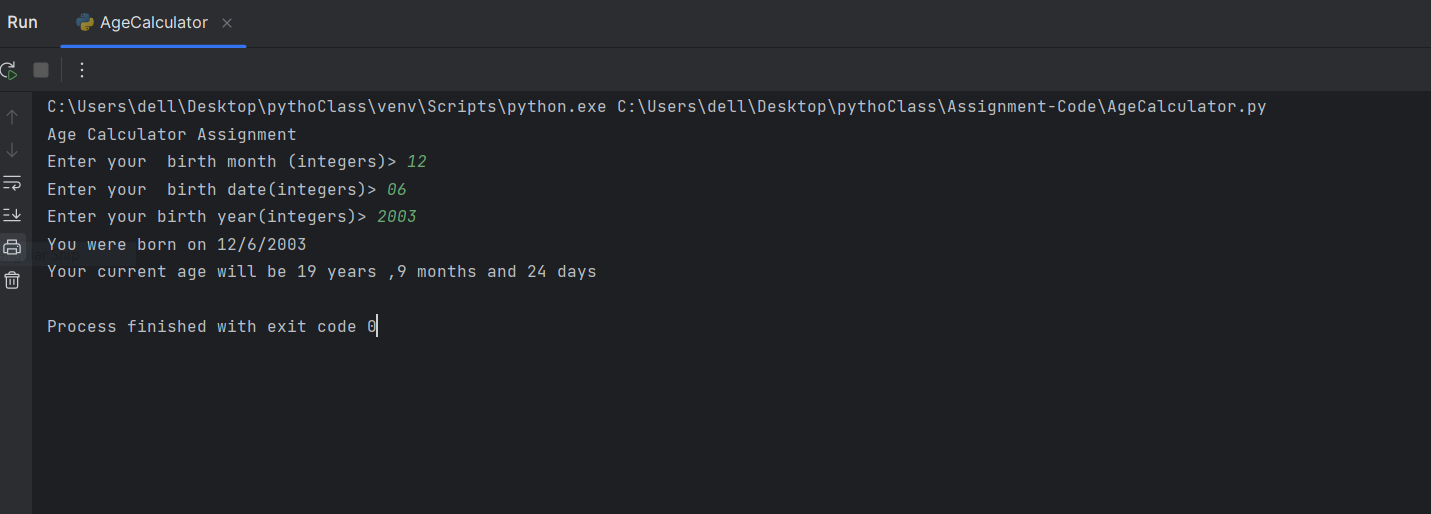 Run AgeCalculator
C:\Users\dell\Desktop\pythoClass\venv\Scripts\python.exe C:\Users\dell\Desktop\pythoClass\Assignment-Code\AgeCalculator.py
Age Calculator Assignment
Enter your  birth month (integers)> 12
Enter your  birth date(integers)> 06
Enter your birth year(integers)> 2003
You were born on 12/6/2003
Your current age will be 19 years ,9 months and 24 days
Process finished with exit code 0